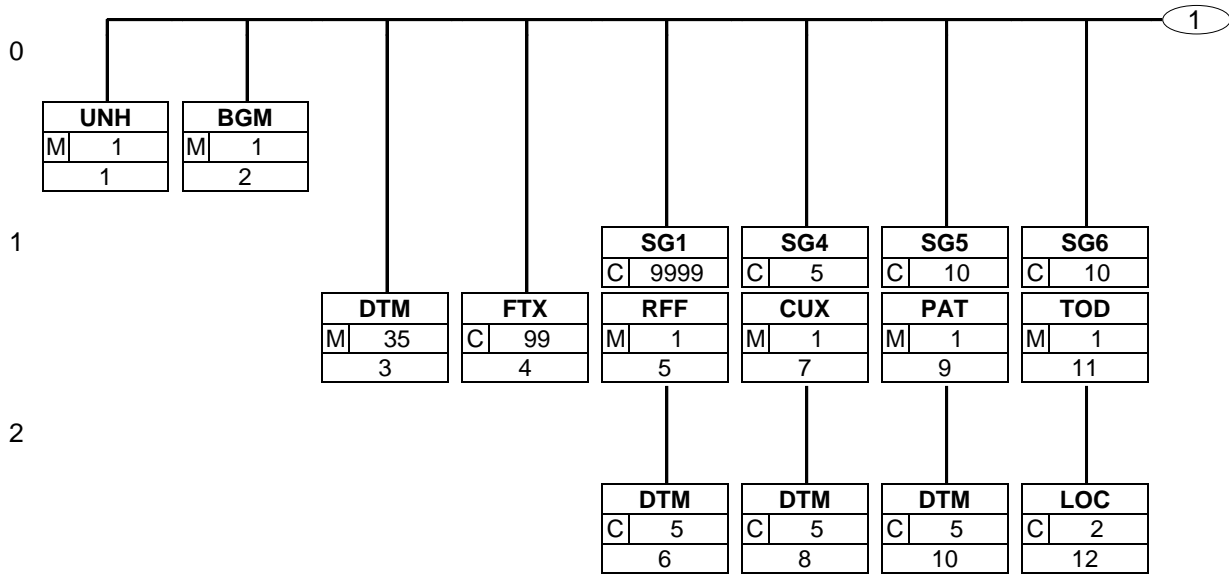 1
0
UNH BGM
M 1 M 1
1 2
1
SG1 SG4 SG5 SG6
C 9999 C 5 C 10 C 10
DTM FTX RFF CUX PAT TOD
M 35 C 99 M 1 M 1 M 1 M 1
3 4 5 7 9 11
2
DTM DTM DTM LOC
C 5 C 5 C 5 C 2
6 8 10 12